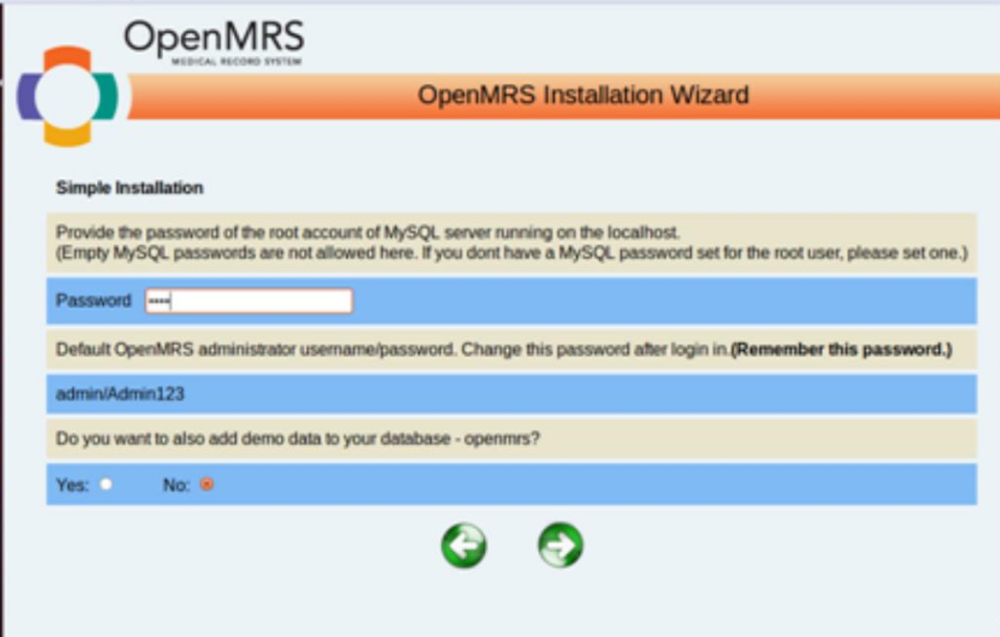 OpenMRS
MEDICAL RECORD SYSTEM
OpenMRS Installation Wizard
Simple Installation
Provide the password of the root account of MySQL server running on the localhost.
(Empty MySQL passwords are not allowed here. If you dont have a MySQL password set for the root user, please set one.)
Password ••••
Default OpenMRS administrator username/password. Change this password after login in.(Remember this password.)
admin/Admin123
Do you want to also add demo data to your database - openmrs?
Yes: No: